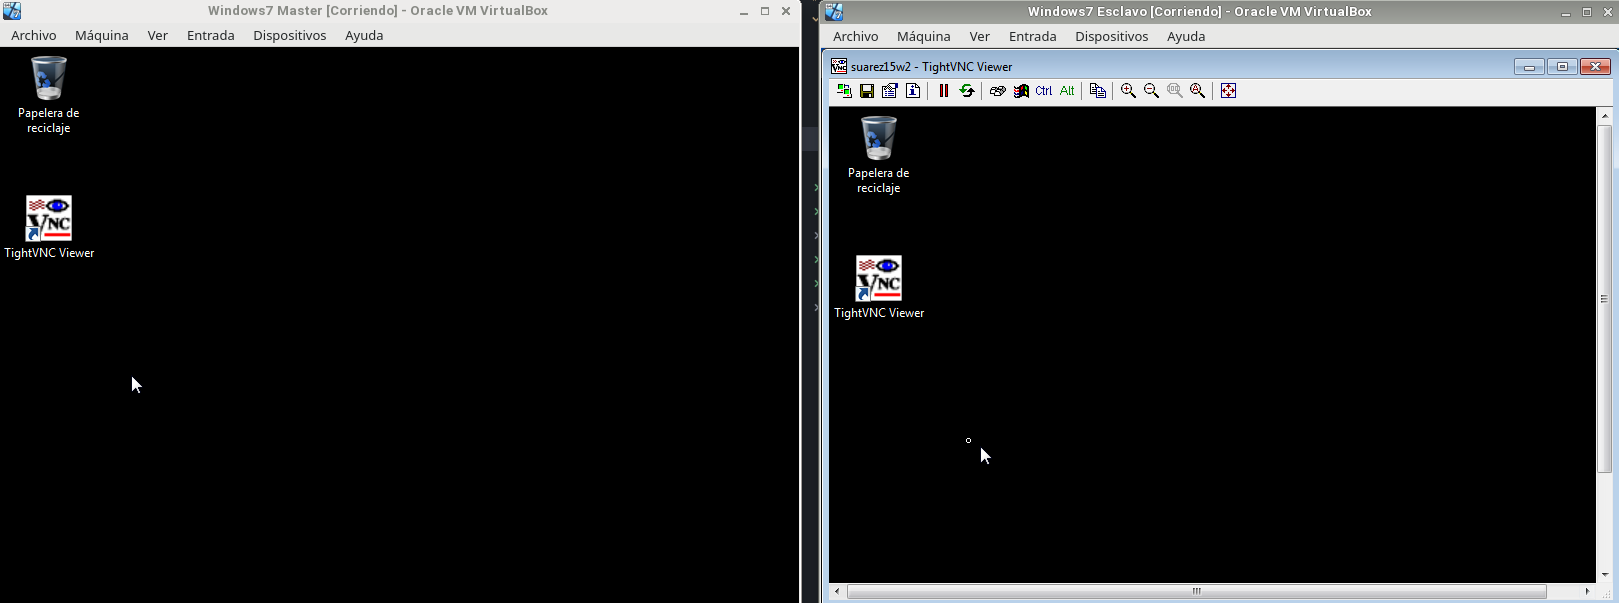 Windows7 Master [Corriendo] - Oracle VM VirtualBox
Archivo Máquina Ver Entrada Dispositivos Ayuda
Papelera de
reciclaje
VNC
TightVNC Viewer
Windows7 Esclavo [Corriendo] - Oracle VM VirtualBox
Archivo Máquina Ver Entrada Dispositivos Ayuda
suarez15w2 - TightVNC Viewer
Ctrl Alt
Papelera de
reciclaje
VNC
TightVNC Viewer